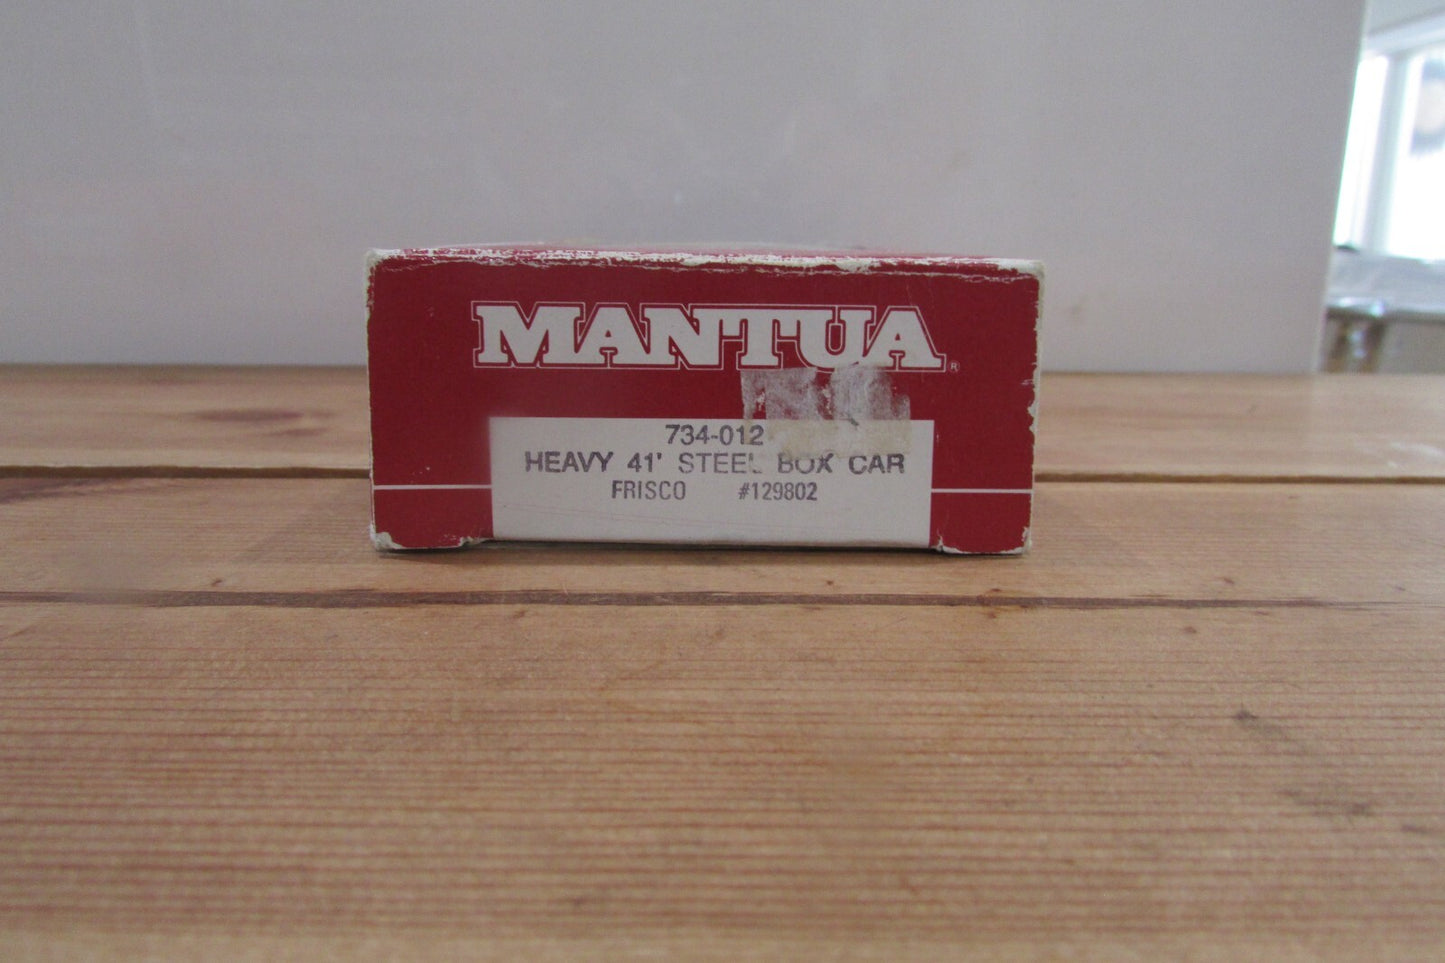 MANTUA®
734-012
HEAVY 41' STEEL BOX CAR
FRISCO #129802